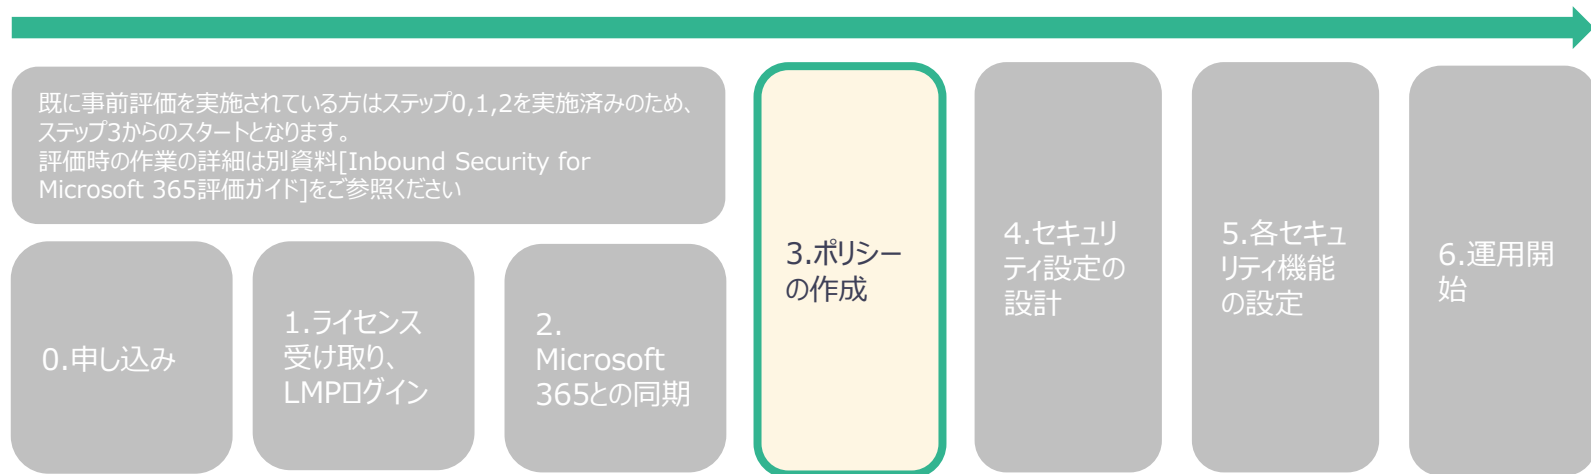 既に事前評価を実施されている方はステップ0,1,2を実施済みのため、
ステップ3からのスタートとなります。
評価時の作業の詳細は別資料[Inbound Security for
Microsoft 365評価ガイド]をご参照ください
0.申し込み
1.ライセンス
受け取り、
LMPログイン
2.
Microsoft
365との同期
3.ポリシー
の作成
4.セキュリ
ティ設定の
設計
5.各セキュ
リティ機能
の設定
6.運用開
始